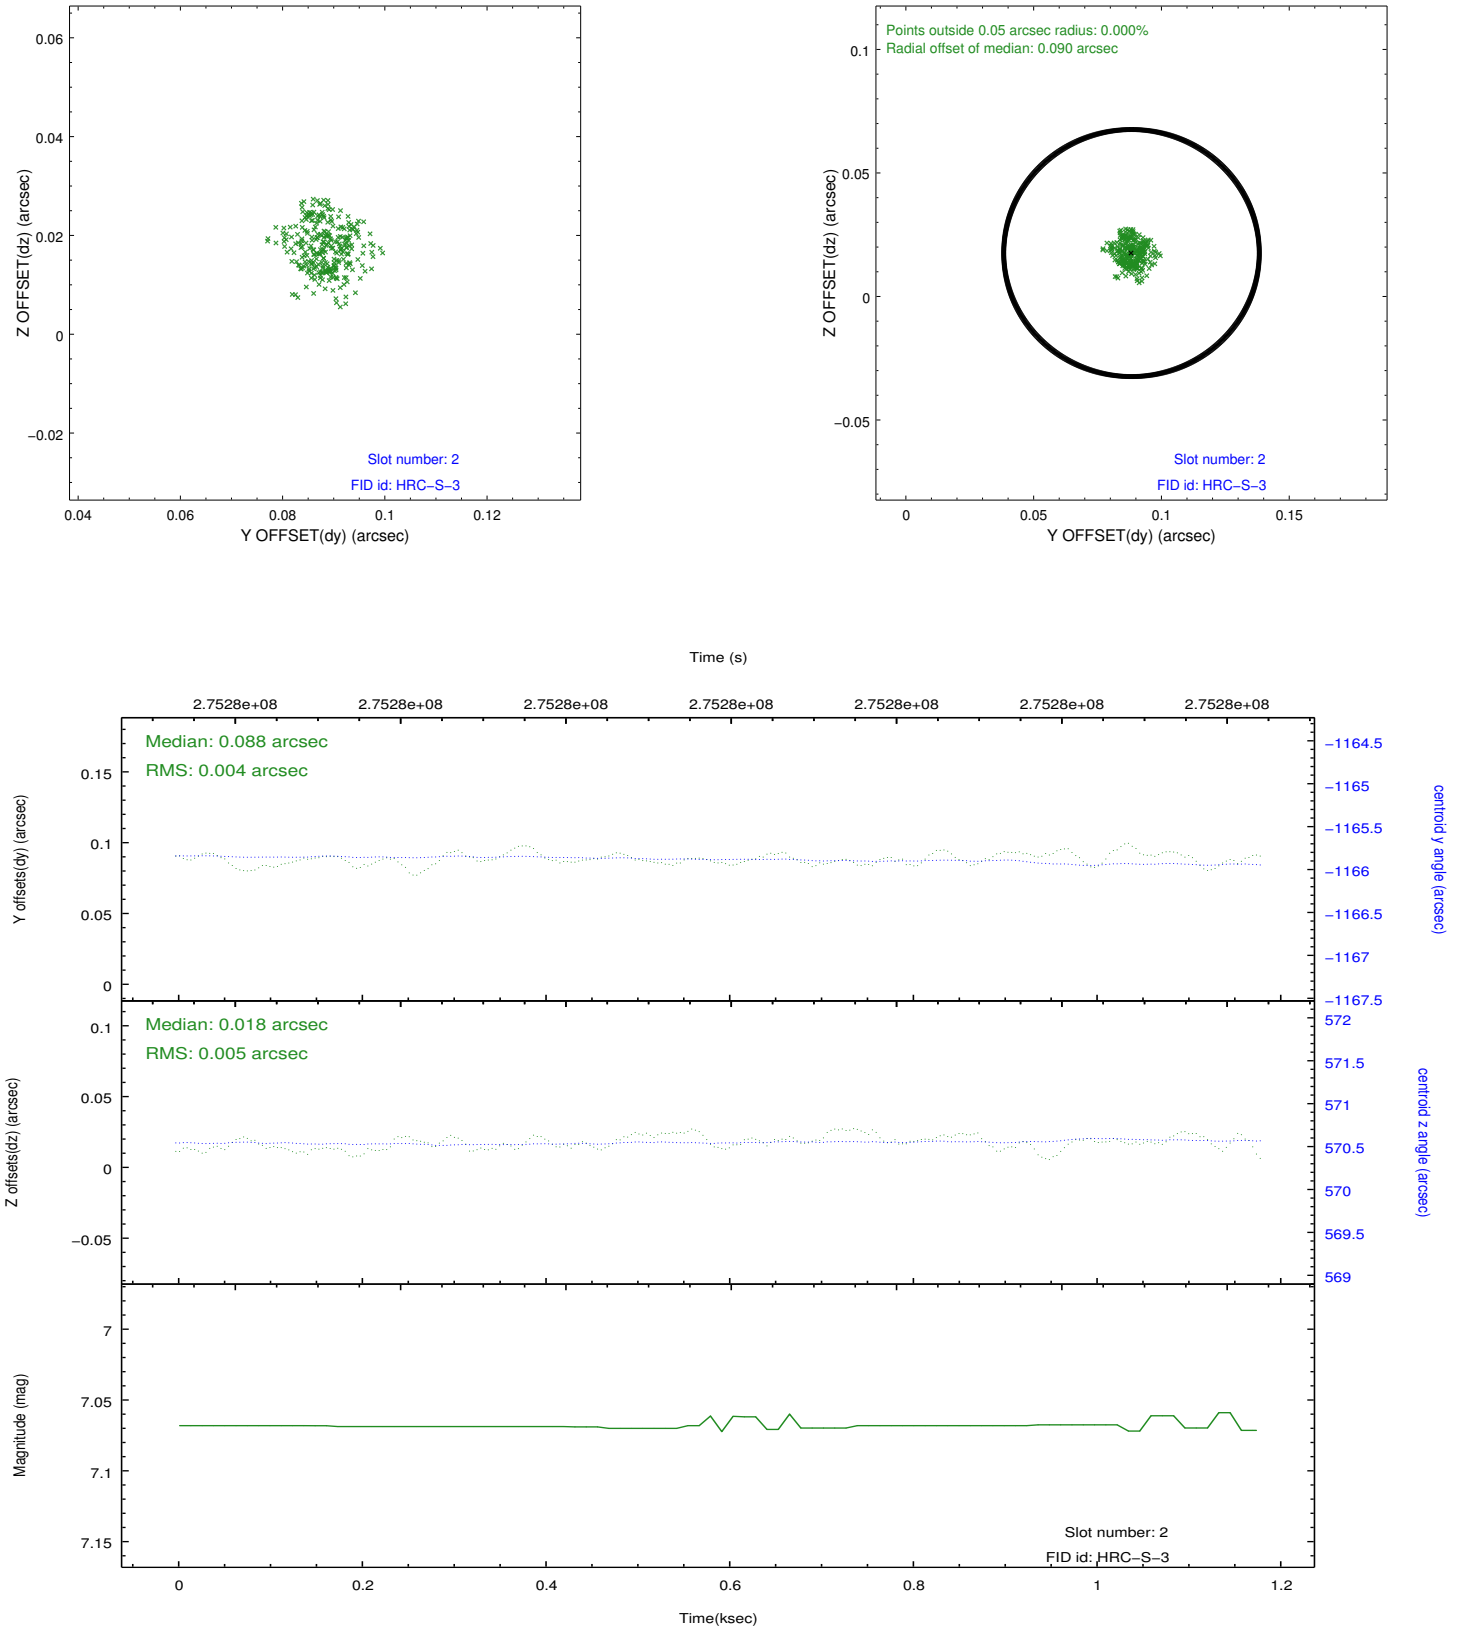 0.06
0.04
0.02
0
−0.02
Z OFFSET(dz) (arcsec)
Slot number: 2
FID id: HRC−S−3
0.04 0.06 0.08 0.1 0.12
Y OFFSET(dy) (arcsec)
Points outside 0.05 arcsec radius: 0.000%
Radial offset of median: 0.090 arcsec
0.1
0.05
0
−0.05
Z OFFSET(dz) (arcsec)
Slot number: 2
FID id: HRC−S−3
0 0.05 0.1 0.15
Y OFFSET(dy) (arcsec)
Time (s)
2.7528e+08 2.7528e+08 2.7528e+08 2.7528e+08 2.7528e+08 2.7528e+08 2.7528e+08
Median: 0.088 arcsec
RMS: 0.004 arcsec
0.15
0.1
0.05
0
Y offsets(dy) (arcsec)
−1164.5
−1165
−1165.5
−1166
−1166.5
−1167
−1167.5
centroid y angle (arcsec)
Median: 0.018 arcsec
RMS: 0.005 arcsec
0.1
0.05
0
−0.05
Z offsets(dz) (arcsec)
572
571.5
571
570.5
570
569.5
569
centroid z angle (arcsec)
7
7.05
7.1
7.15
Magnitude (mag)
Slot number: 2
FID id: HRC−S−3
0 0.2 0.4 0.6 0.8 1 1.2
Time(ksec)